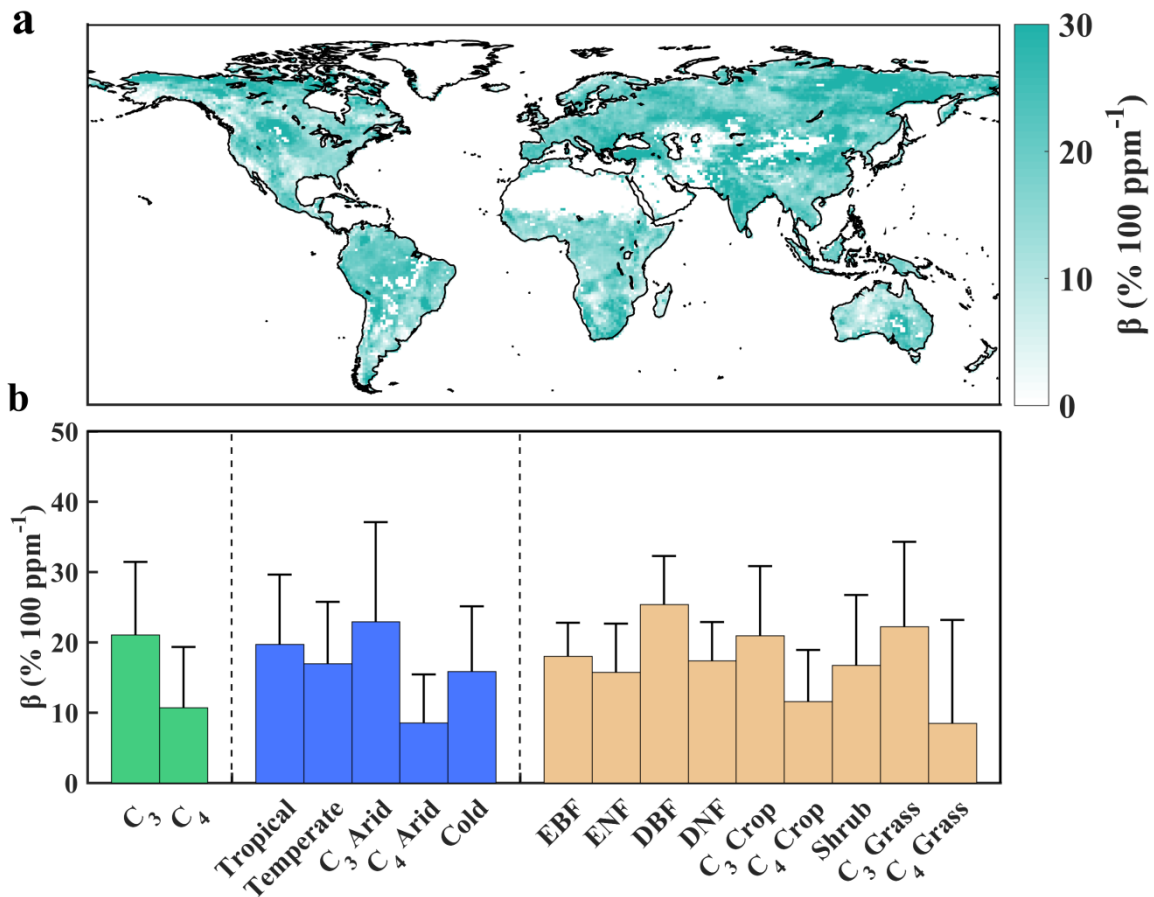 a
30
20
10
0
β (% 100 ppm⁻¹)
b
50
40
30
20
10
0
β (% 100 ppm⁻¹)
C₃
C₄
Tropical
Temperate
C₃ Arid
C₄ Arid
Cold
EBF
ENF
DBF
DNF
C₃ Crop
C₄ Crop
Shrub
C₃ Grass
C₄ Grass